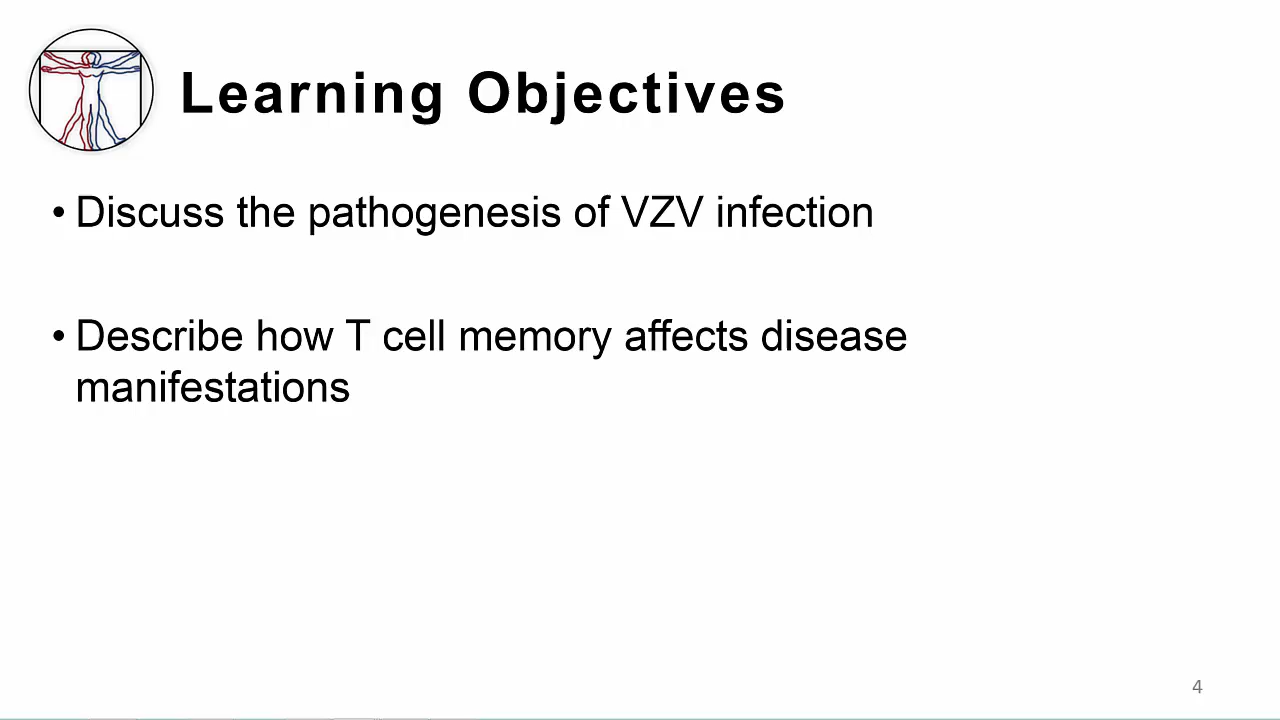 Learning Objectives
• Discuss the pathogenesis of VZV infection
• Describe how T cell memory affects disease
manifestations
4